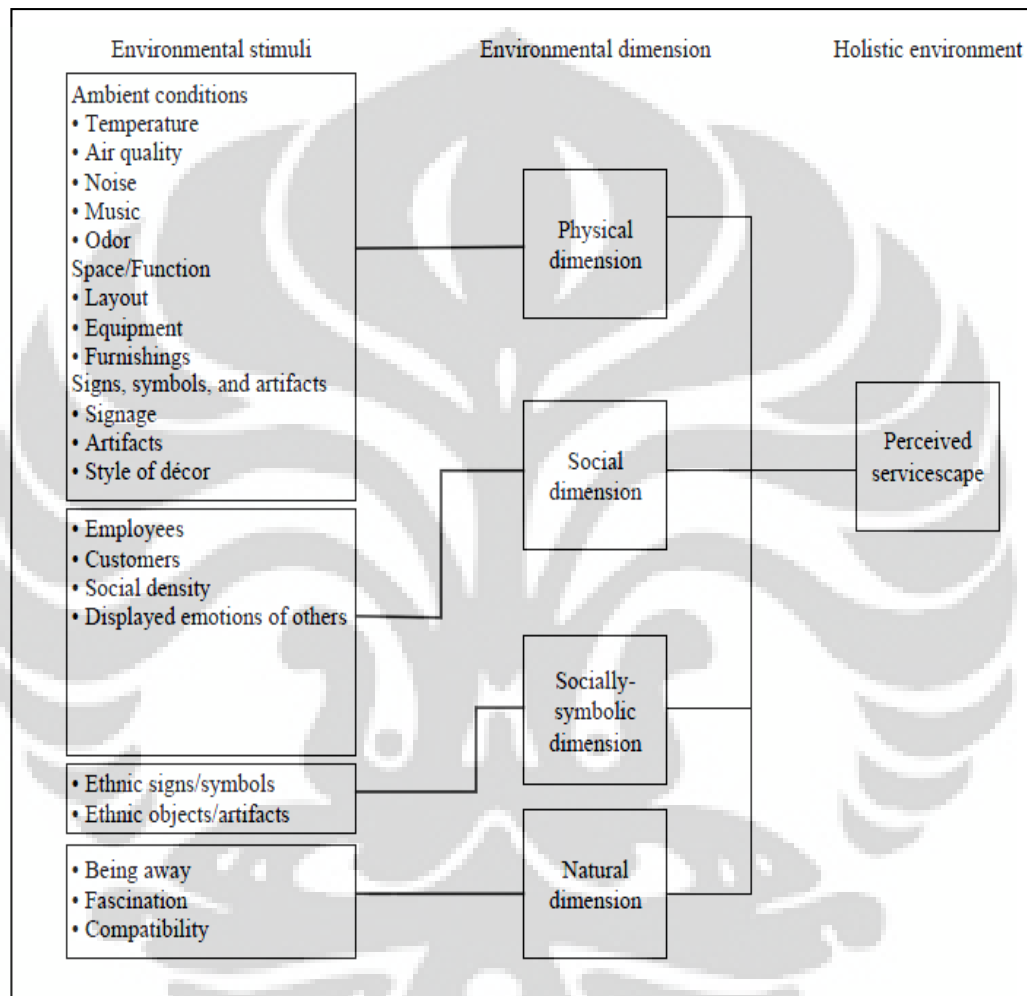 Environmental stimuli
Environmental dimension
Holistic environment
Ambient conditions
• Temperature
• Air quality
• Noise
• Music
• Odor
Space/Function
• Layout
• Equipment
• Furnishings
Signs, symbols, and artifacts
• Signage
• Artifacts
• Style of décor
• Employees
• Customers
• Social density
• Displayed emotions of others
• Ethnic signs/symbols
• Ethnic objects/artifacts
• Being away
• Fascination
• Compatibility
Physical
dimension
Social
dimension
Socially-
symbolic
dimension
Natural
dimension
Perceived
servicescape